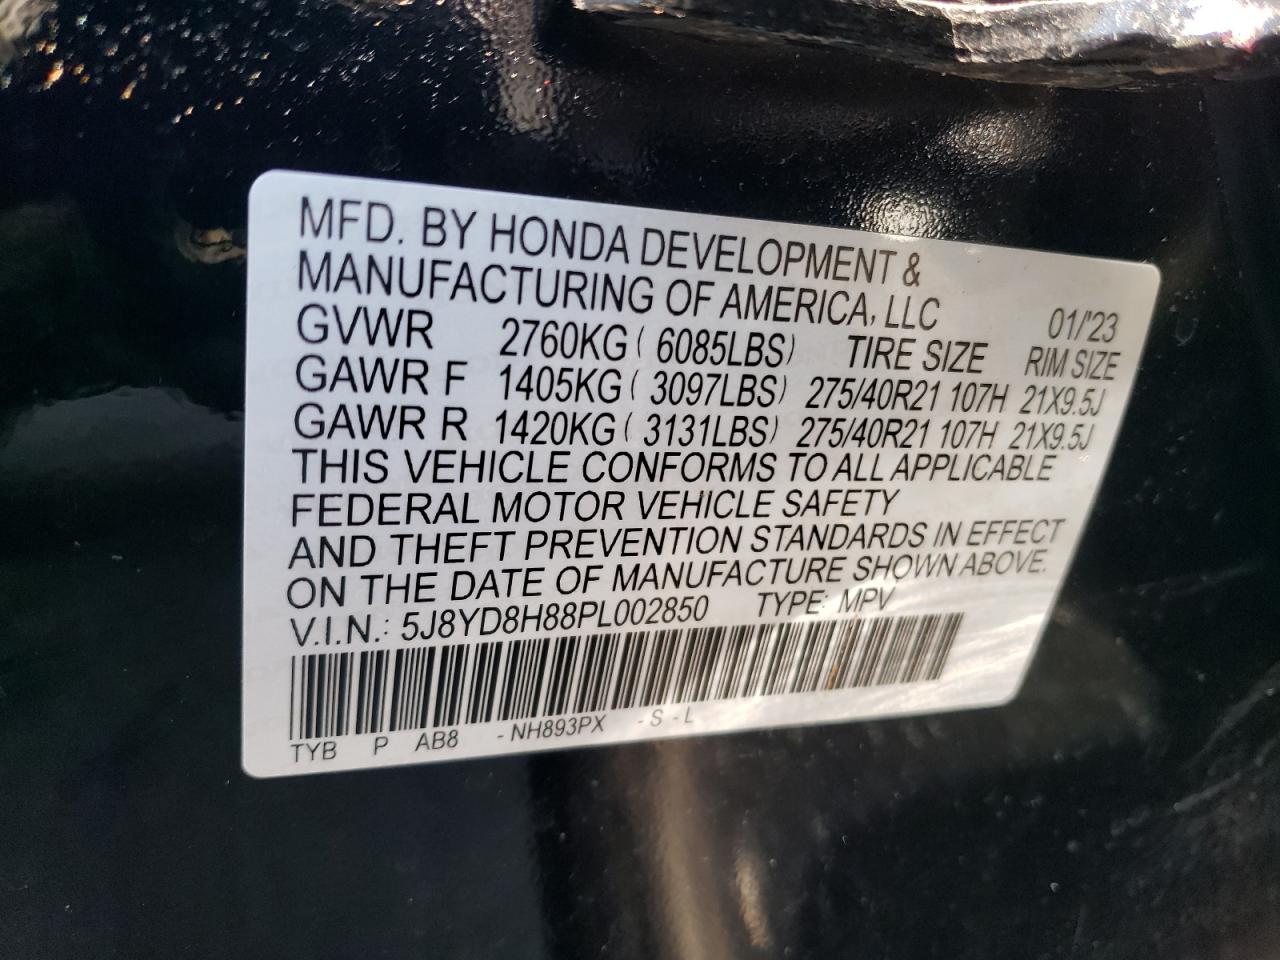 MFD. BY HONDA DEVELOPMENT &
MANUFACTURING OF AMERICA, LLC 01/'23
GVWR 2760KG ( 6085LBS) TIRE SIZE RIM SIZE
GAWR F 1405KG ( 3097LBS) 275/40R21 107H 21X9.5J
GAWR R 1420KG ( 3131LBS) 275/40R21 107H 21X9.5J
THIS VEHICLE CONFORMS TO ALL APPLICABLE
FEDERAL MOTOR VEHICLE SAFETY
AND THEFT PREVENTION STANDARDS IN EFFECT
ON THE DATE OF MANUFACTURE SHOWN ABOVE.
V.I.N.: 5J8YD8H88PL002850 TYPE: MPV
TYB P AB8 -NH893PX -S-L